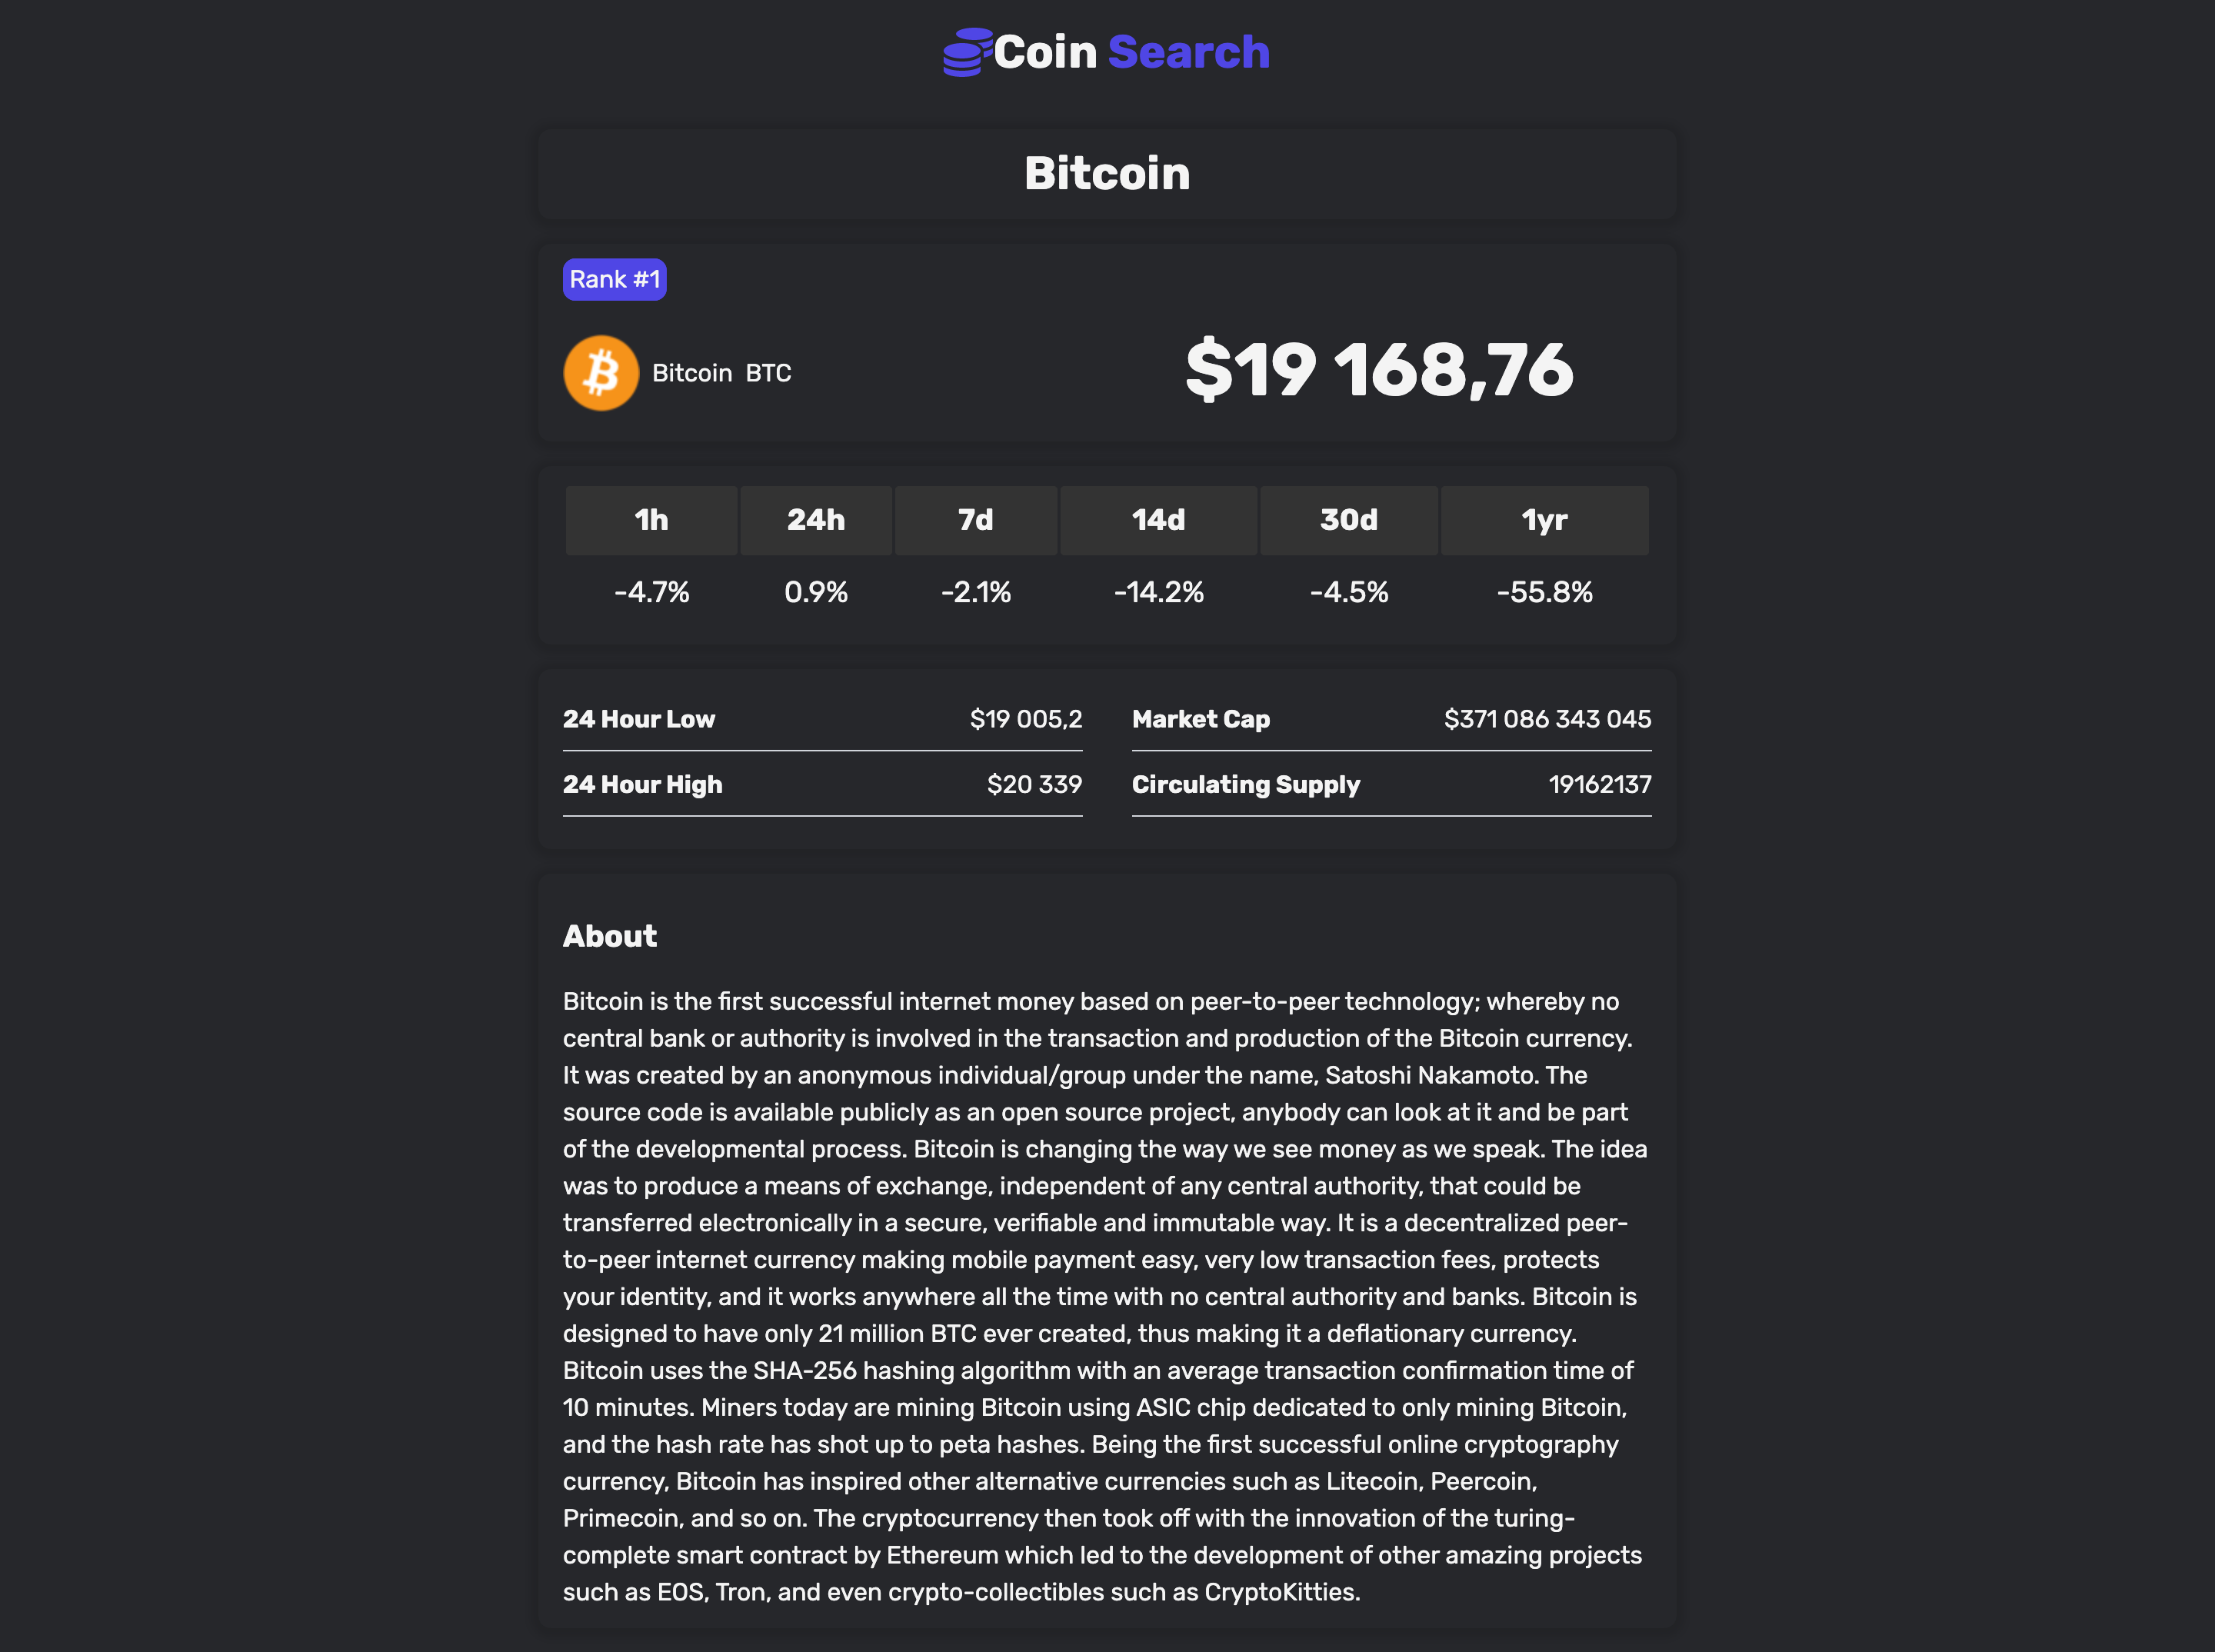 Coin Search
Bitcoin
Rank #1
Bitcoin BTC
$19 168,76
1h 24h 7d 14d 30d 1yr
-4.7% 0.9% -2.1% -14.2% -4.5% -55.8%
24 Hour Low $19 005,2
24 Hour High $20 339
Market Cap $371 086 343 045
Circulating Supply 19162137
About
Bitcoin is the first successful internet money based on peer-to-peer technology; whereby no
central bank or authority is involved in the transaction and production of the Bitcoin currency.
It was created by an anonymous individual/group under the name, Satoshi Nakamoto. The
source code is available publicly as an open source project, anybody can look at it and be part
of the developmental process. Bitcoin is changing the way we see money as we speak. The idea
was to produce a means of exchange, independent of any central authority, that could be
transferred electronically in a secure, verifiable and immutable way. It is a decentralized peer-
to-peer internet currency making mobile payment easy, very low transaction fees, protects
your identity, and it works anywhere all the time with no central authority and banks. Bitcoin is
designed to have only 21 million BTC ever created, thus making it a deflationary currency.
Bitcoin uses the SHA-256 hashing algorithm with an average transaction confirmation time of
10 minutes. Miners today are mining Bitcoin using ASIC chip dedicated to only mining Bitcoin,
and the hash rate has shot up to peta hashes. Being the first successful online cryptography
currency, Bitcoin has inspired other alternative currencies such as Litecoin, Peercoin,
Primecoin, and so on. The cryptocurrency then took off with the innovation of the turing-
complete smart contract by Ethereum which led to the development of other amazing projects
such as EOS, Tron, and even crypto-collectibles such as CryptoKitties.